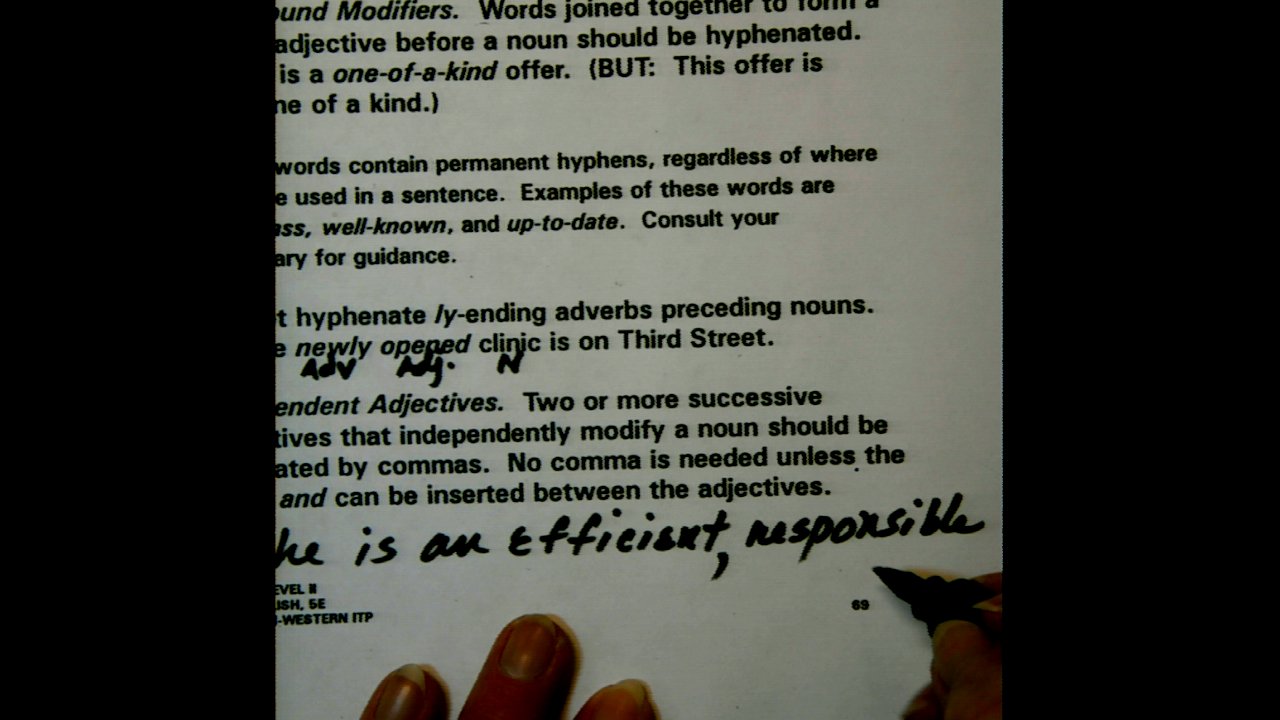 und Modifiers. Words joined together to form a
adjective before a noun should be hyphenated.
is a one-of-a-kind offer. (BUT: This offer is
ne of a kind.)
words contain permanent hyphens, regardless of where
e used in a sentence. Examples of these words are
ass, well-known, and up-to-date. Consult your
ary for guidance.
t hyphenate ly-ending adverbs preceding nouns.
e newly opened clinic is on Third Street.
Adv Adj. N
endent Adjectives. Two or more successive
tives that independently modify a noun should be
ated by commas. No comma is needed unless the
and can be inserted between the adjectives.
he is an efficient, responsible
EVEL II
ISH, 5E
-WESTERN ITP
69